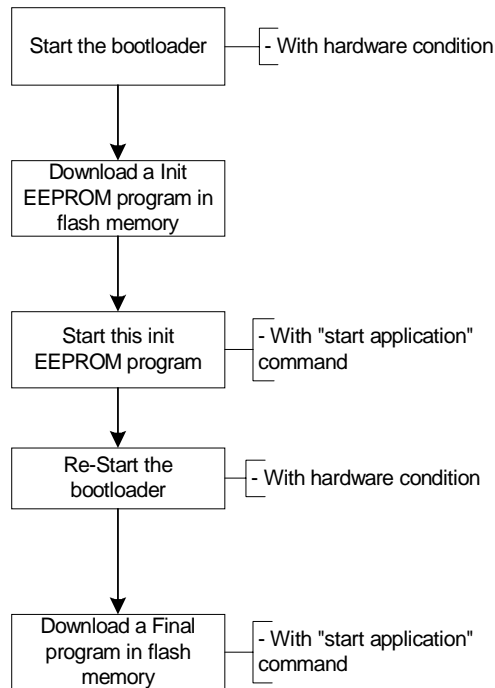 Start the bootloader
- With hardware condition
Download a Init
EEPROM program in
flash memory
Start this init
EEPROM program
- With "start application"
command
Re-Start the
bootloader
- With hardware condition
Download a Final
program in flash
memory
- With "start application"
command